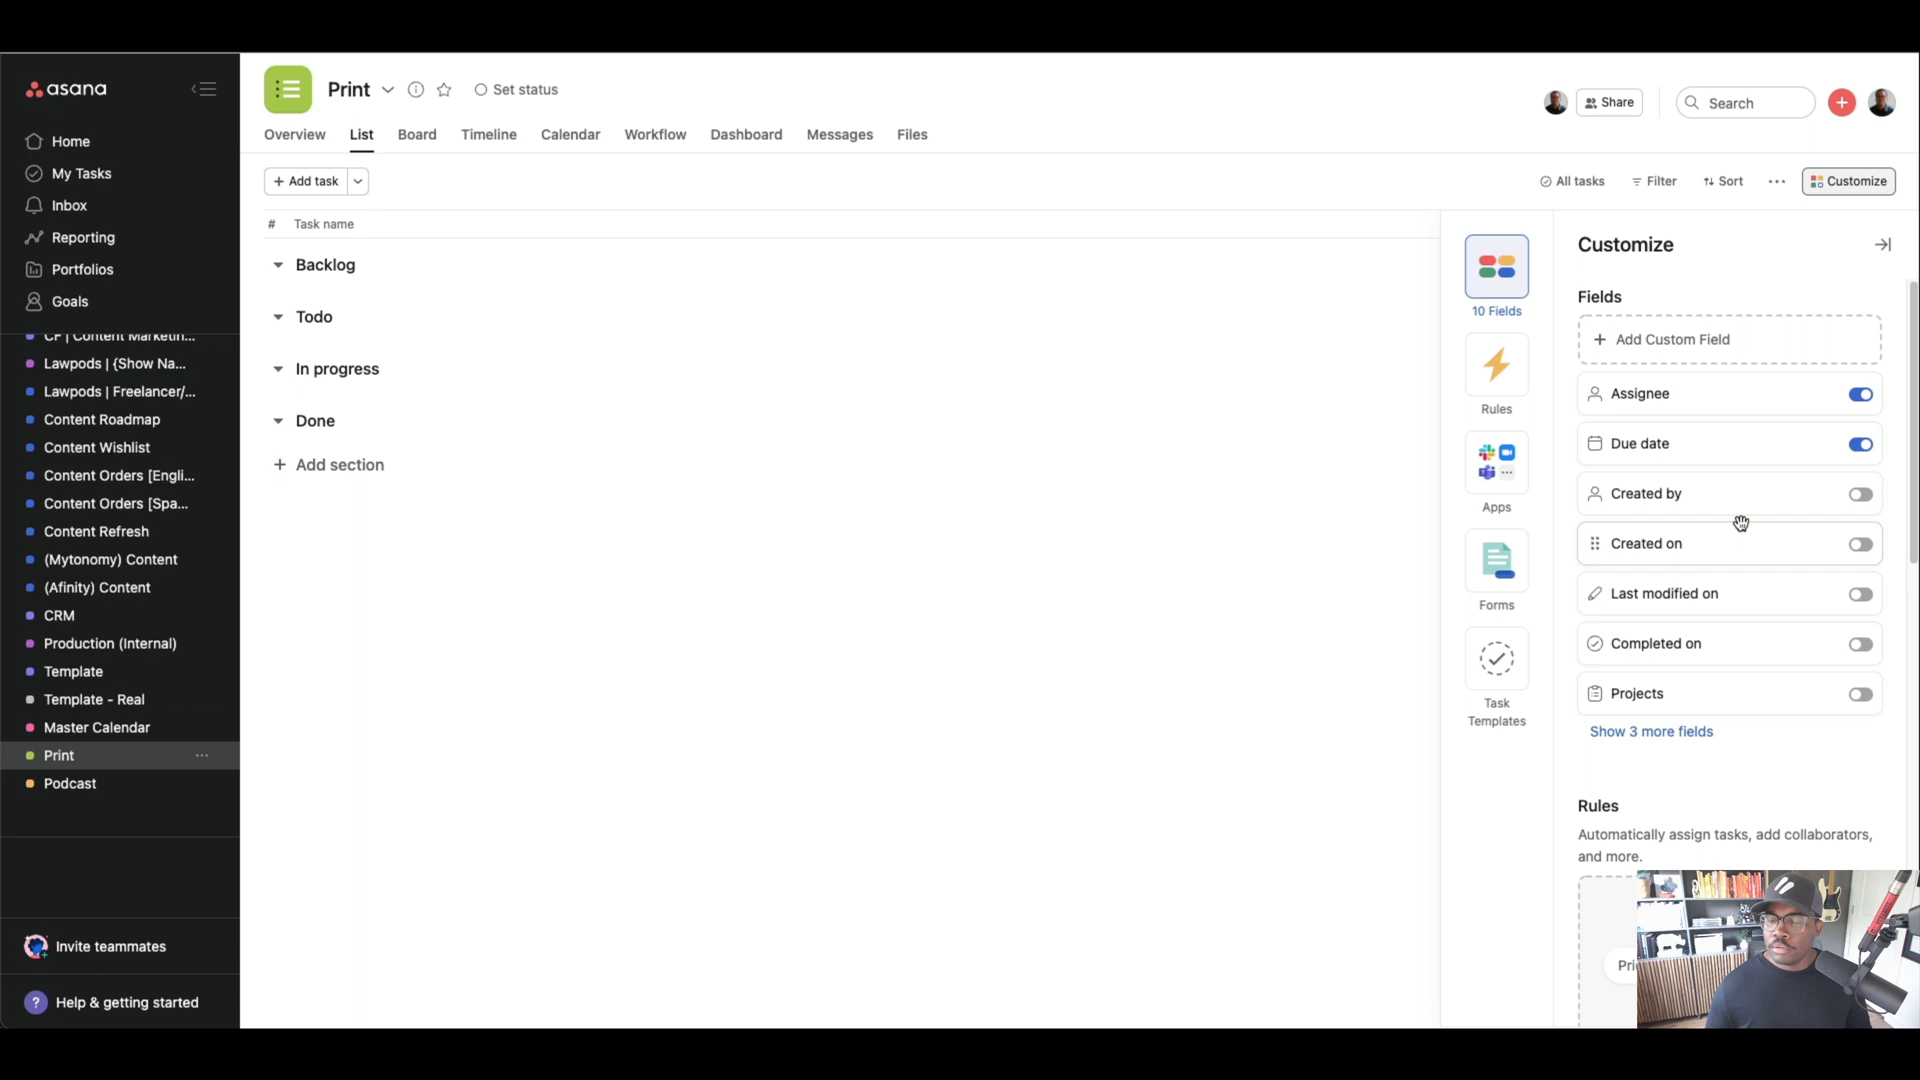 asana
Home
My Tasks
Inbox
Reporting
Portfolios
Goals
CF | Content Marketin...
Lawpods | {Show Na...
Lawpods | Freelancer/...
Content Roadmap
Content Wishlist
Content Orders [Engli...
Content Orders [Spa...
Content Refresh
(Mytonomy) Content
(Afinity) Content
CRM
Production (Internal)
Template
Template - Real
Master Calendar
Print
Podcast
Invite teammates
? Help & getting started
Print
Set status
Share
Search
Overview List Board Timeline Calendar Workflow Dashboard Messages Files
+ Add task
All tasks Filter Sort ... Customize
# Task name
Backlog
Todo
In progress
Done
+ Add section
10 Fields
Rules
Apps
Forms
Task
Templates
Customize
Fields
+ Add Custom Field
Assignee
Due date
Created by
Created on
Last modified on
Completed on
Projects
Show 3 more fields
Rules
Automatically assign tasks, add collaborators,
and more.